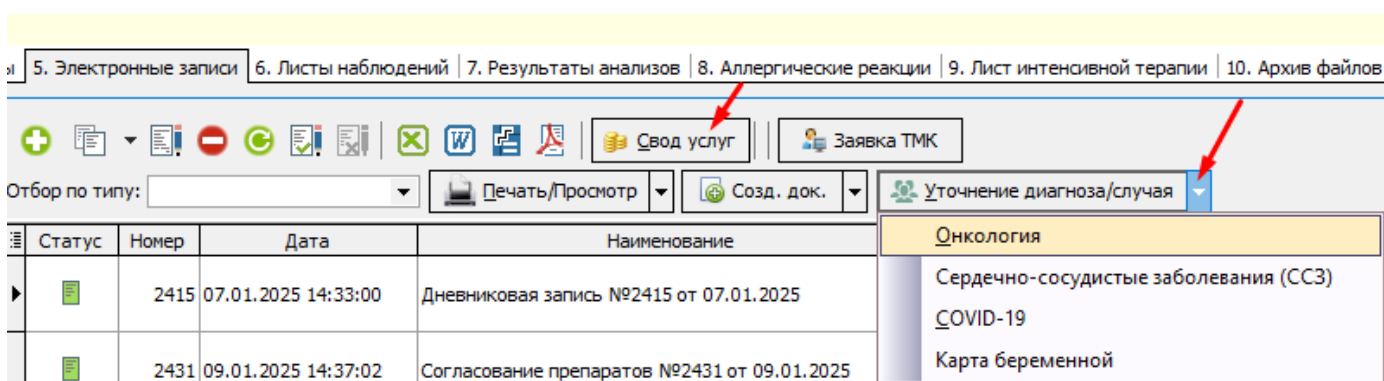 ы 5. Электронные записи 6. Листы наблюдений 7. Результаты анализов 8. Аллергические реакции 9. Лист интенсивной терапии 10. Архив файлов
Свод услуг Заявка ТМК
Отбор по типу: Печать/Просмотр Созд. док. Уточнение диагноза/случая
Статус Номер Дата Наименование
Онкология
Сердечно-сосудистые заболевания (ССЗ)
2415 07.01.2025 14:33:00 Дневниковая запись №2415 от 07.01.2025
COVID-19
Карта беременной
2431 09.01.2025 14:37:02 Согласование препаратов №2431 от 09.01.2025